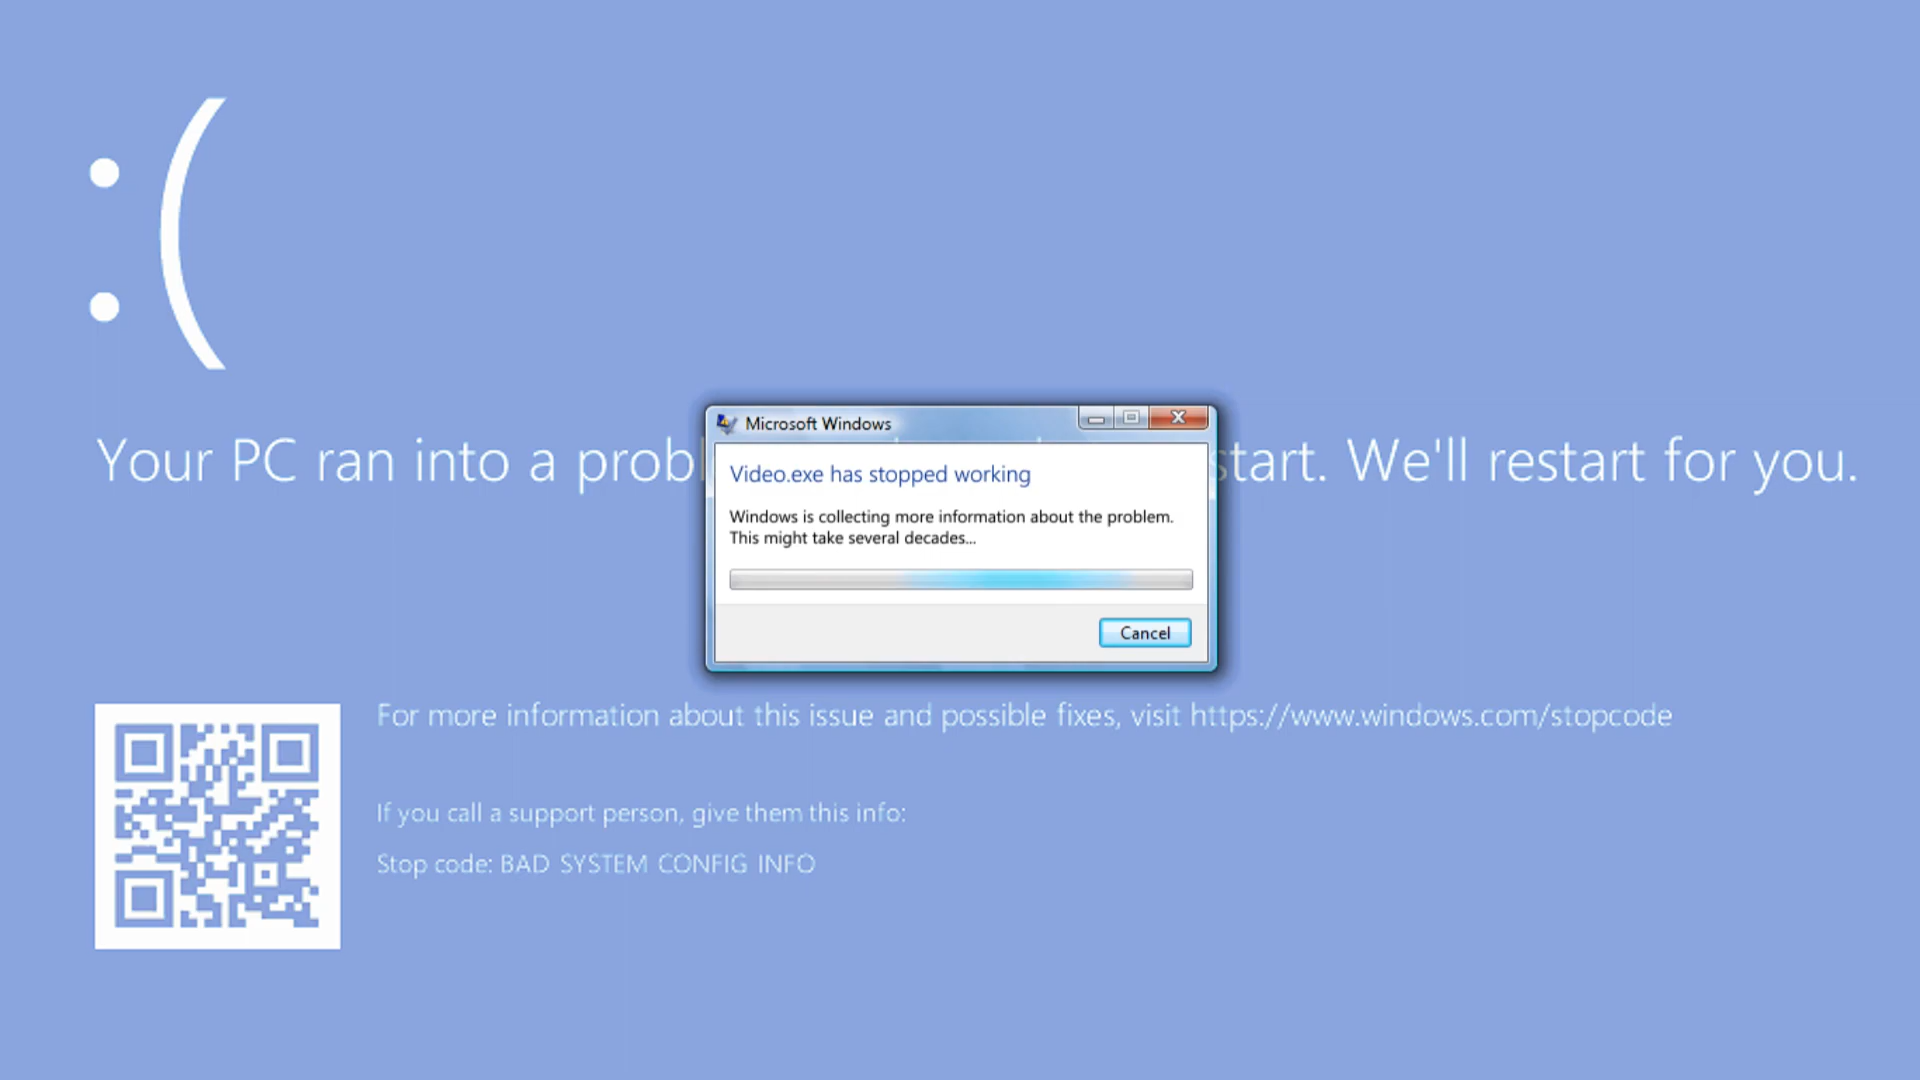 :(
Your PC ran into a start. We'll restart for you.
Microsoft Windows
Video.exe has stopped working
Windows is collecting more information about the problem.
This might take several decades...
Cancel
For more information about this issue and possible fixes, visit https://www.windows.com/stopcode
If you call a support person, give them this info:
Stop code: BAD SYSTEM CONFIG INFO